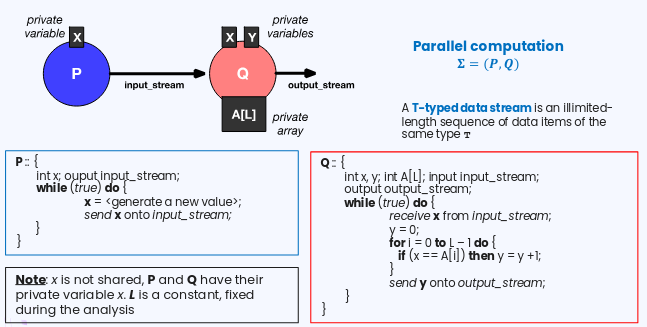 private
variable
X
P
input_stream
private
variables
X Y
Q
output_stream
A[L]
private
array
Parallel computation
Σ = (P, Q)
A T-typed data stream is an illimited-
length sequence of data items of the
same type T
P :: {
int x; ouput input_stream;
while (true) do {
x = <generate a new value>;
send x onto input_stream;
}
}
Note: x is not shared, P and Q have their
private variable x. L is a constant, fixed
during the analysis
Q :: {
int x, y; int A[L]; input input_stream;
output output_stream;
while (true) do {
receive x from input_stream;
y = 0;
for i = 0 to L – 1 do {
if (x == A[i]) then y = y +1;
}
send y onto output_stream;
}
}